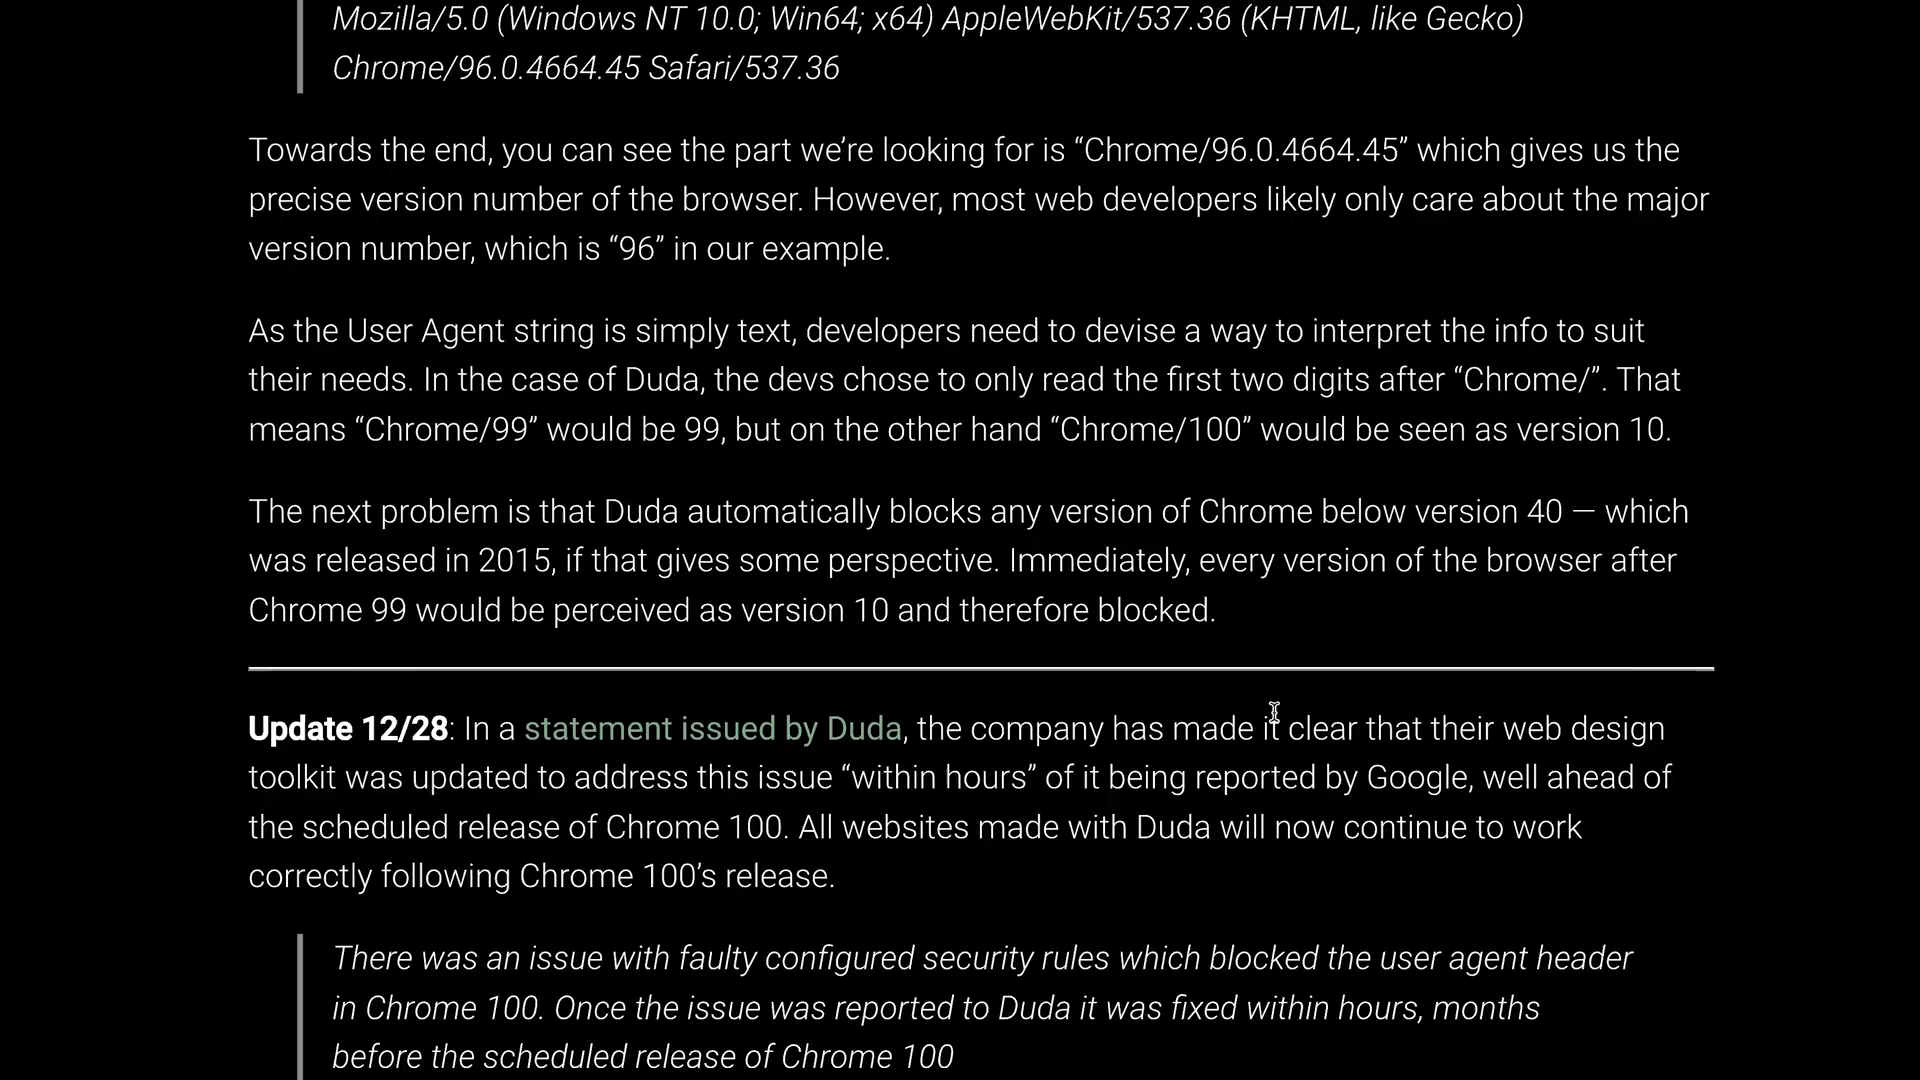 Mozilla/5.0 (Windows NT 10.0; Win64; x64) AppleWebKit/537.36 (KHTML, like Gecko)
Chrome/96.0.4664.45 Safari/537.36
Towards the end, you can see the part we’re looking for is “Chrome/96.0.4664.45” which gives us the
precise version number of the browser. However, most web developers likely only care about the major
version number, which is “96” in our example.
As the User Agent string is simply text, developers need to devise a way to interpret the info to suit
their needs. In the case of Duda, the devs chose to only read the first two digits after “Chrome/”. That
means “Chrome/99” would be 99, but on the other hand “Chrome/100” would be seen as version 10.
The next problem is that Duda automatically blocks any version of Chrome below version 40 — which
was released in 2015, if that gives some perspective. Immediately, every version of the browser after
Chrome 99 would be perceived as version 10 and therefore blocked.
Update 12/28: In a statement issued by Duda, the company has made it clear that their web design
toolkit was updated to address this issue “within hours” of it being reported by Google, well ahead of
the scheduled release of Chrome 100. All websites made with Duda will now continue to work
correctly following Chrome 100’s release.
There was an issue with faulty configured security rules which blocked the user agent header
in Chrome 100. Once the issue was reported to Duda it was fixed within hours, months
before the scheduled release of Chrome 100